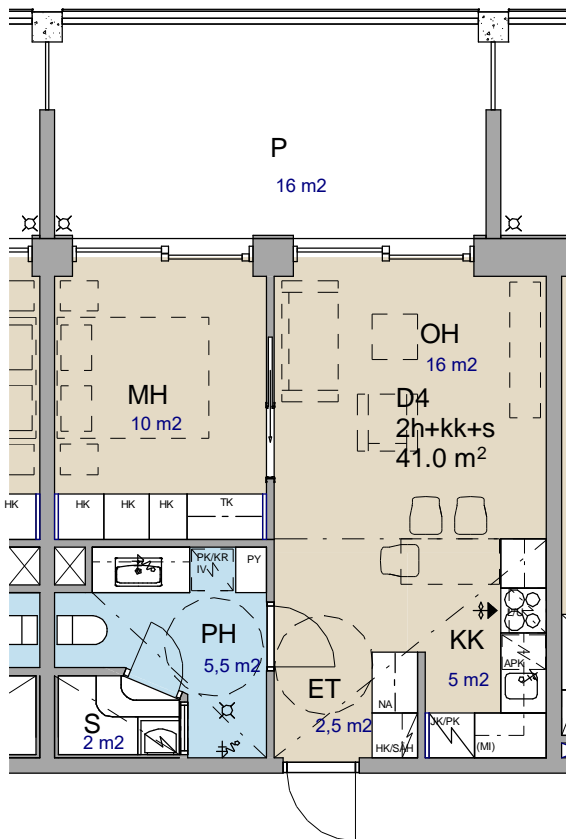 P
16 m2
OH
16 m2
MH
10 m2
D4
2h+kk+s
41.0 m²
HK
HK
HK
HK
TK
PK/KR
IV
PY
L/U
PH
5,5 m2
KK
5 m2
APK
ET
2,5 m2
NA
S
2 m2
HK/SÄH
JK/PK
(MI)